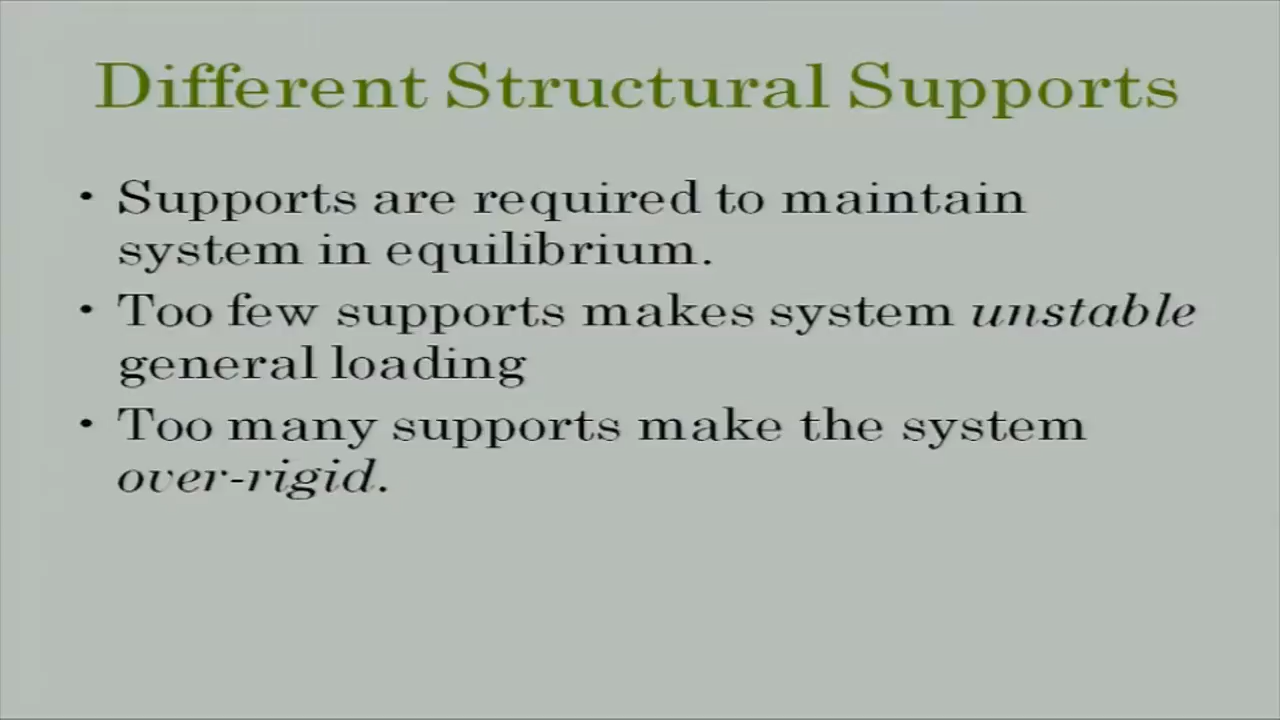 Different Structural Supports
• Supports are required to maintain
system in equilibrium.
• Too few supports makes system unstable
general loading
• Too many supports make the system
over-rigid.